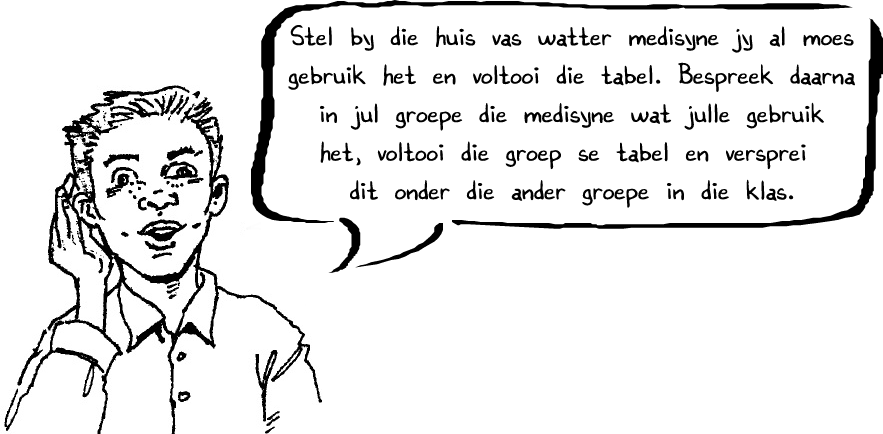 Stel by die huis vas watter medisyne jy al moes
gebruik het en voltooi die tabel. Bespreek daarna
in jul groepe die medisyne wat julle gebruik
het, voltooi die groep se tabel en versprei
dit onder die ander groepe in die klas.